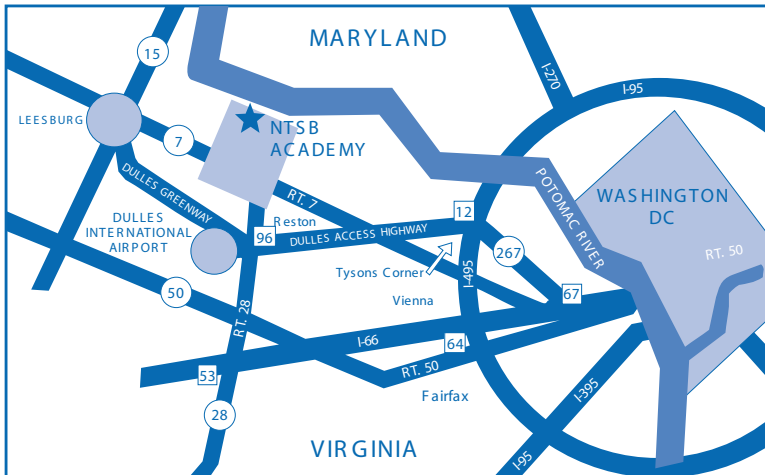 MARYLAND
15
I-270
I-95
LEESBURG
NTSB
ACADEMY
7
DULLES GREENWAY
RT. 7
POTOMAC RIVER
WASHINGTON
DC
DULLES
INTERNATIONAL
AIRPORT
Reston
12
96
DULLES ACCESS HIGHWAY
267
RT. 50
Tysons Corner
I-495
50
Vienna
67
RT. 28
I-66
64
53
RT. 50
Fairfax
I-395
28
VIRGINIA
I-95